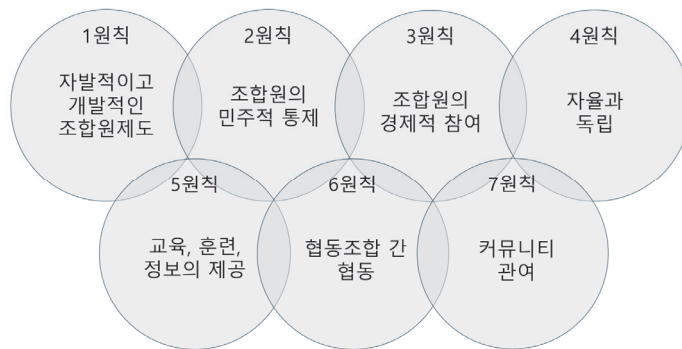 1원칙
자발적이고
개발적인
조합원제도
2원칙
조합원의
민주적 통제
3원칙
조합원의
경제적 참여
4원칙
자율과
독립
5원칙
교육, 훈련,
정보의 제공
6원칙
협동조합 간
협동
7원칙
커뮤니티
관여